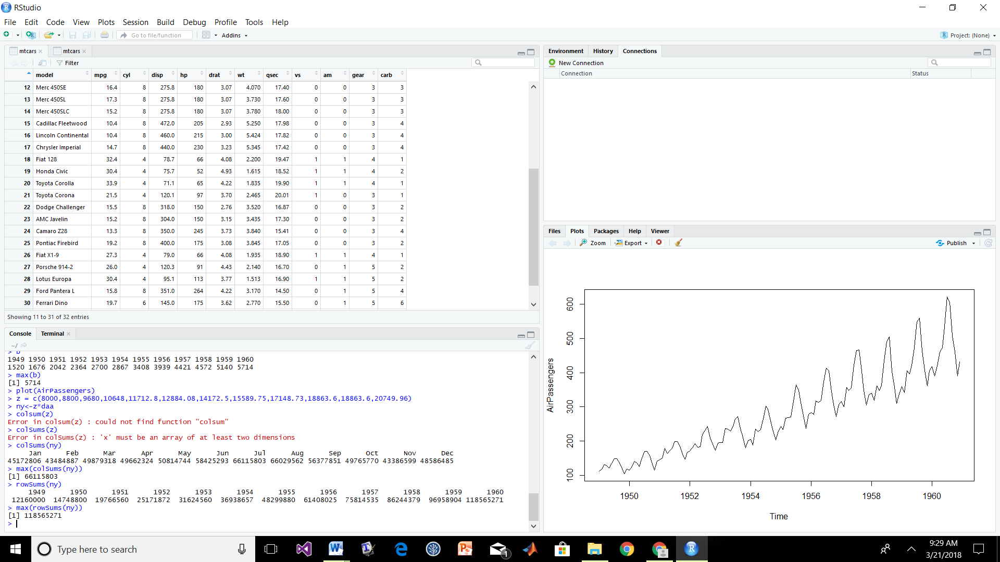 RStudio
File Edit Code View Plots Session Build Debug Profile Tools Help
Go to file/function Addins Project: (None)
mtcars mtcars
Filter
model mpg cyl disp hp drat wt qsec vs am gear carb
12 Merc 450SE 16.4 8 275.8 180 3.07 4.070 17.40 0 0 3 3
13 Merc 450SL 17.3 8 275.8 180 3.07 3.730 17.60 0 0 3 3
14 Merc 450SLC 15.2 8 275.8 180 3.07 3.780 18.00 0 0 3 3
15 Cadillac Fleetwood 10.4 8 472.0 205 2.93 5.250 17.98 0 0 3 4
16 Lincoln Continental 10.4 8 460.0 215 3.00 5.424 17.82 0 0 3 4
17 Chrysler Imperial 14.7 8 440.0 230 3.23 5.345 17.42 0 0 3 4
18 Fiat 128 32.4 4 78.7 66 4.08 2.200 19.47 1 1 4 1
19 Honda Civic 30.4 4 75.7 52 4.93 1.615 18.52 1 1 4 2
20 Toyota Corolla 33.9 4 71.1 65 4.22 1.835 19.90 1 1 4 1
21 Toyota Corona 21.5 4 120.1 97 3.70 2.465 20.01 1 0 3 1
22 Dodge Challenger 15.5 8 318.0 150 2.76 3.520 16.87 0 0 3 2
23 AMC Javelin 15.2 8 304.0 150 3.15 3.435 17.30 0 0 3 2
24 Camaro Z28 13.3 8 350.0 245 3.73 3.840 15.41 0 0 3 4
25 Pontiac Firebird 19.2 8 400.0 175 3.08 3.845 17.05 0 0 3 2
26 Fiat X1-9 27.3 4 79.0 66 4.08 1.935 18.90 1 1 4 1
27 Porsche 914-2 26.0 4 120.3 91 4.43 2.140 16.70 0 1 5 2
28 Lotus Europa 30.4 4 95.1 113 3.77 1.513 16.90 1 1 5 2
29 Ford Pantera L 15.8 8 351.0 264 4.22 3.170 14.50 0 1 5 4
30 Ferrari Dino 19.7 6 145.0 175 3.62 2.770 15.50 0 1 5 6
Showing 11 to 31 of 32 entries
Console Terminal
~/
> b
1949 1950 1951 1952 1953 1954 1955 1956 1957 1958 1959 1960
1520 1676 2042 2364 2700 2867 3408 3939 4421 4572 5140 5714
> max(b)
[1] 5714
> plot(AirPassengers)
> z = c(8000,8800,9680,10648,11712.8,12884.08,14172.5,15589.75,17148.73,18863.6,18863.6,20749.96)
> ny<-z*daa
> colsum(z)
Error in colsum(z) : could not find function "colsum"
> colSums(z)
Error in colSums(z) : 'x' must be an array of at least two dimensions
> colSums(ny)
Jan Feb Mar Apr May Jun Jul Aug Sep Oct Nov Dec
45172806 43484887 49879318 49662324 50814744 58425293 66115803 66029562 56377851 49765770 43386599 48586485
> max(colSums(ny))
[1] 66115803
> rowSums(ny)
1949 1950 1951 1952 1953 1954 1955 1956 1957 1958 1959 1960
12160000 14748800 19766560 25171872 31624560 36938657 48299880 61408025 75814535 86244379 96958904 118565271
> max(rowSums(ny))
[1] 118565271
>
Environment History Connections
New Connection
Connection Status
Files Plots Packages Help Viewer
Zoom Export Publish
AirPassengers
600
500
400
300
200
100
1950 1952 1954 1956 1958 1960
Time
Type here to search
1
9:29 AM
3/21/2018